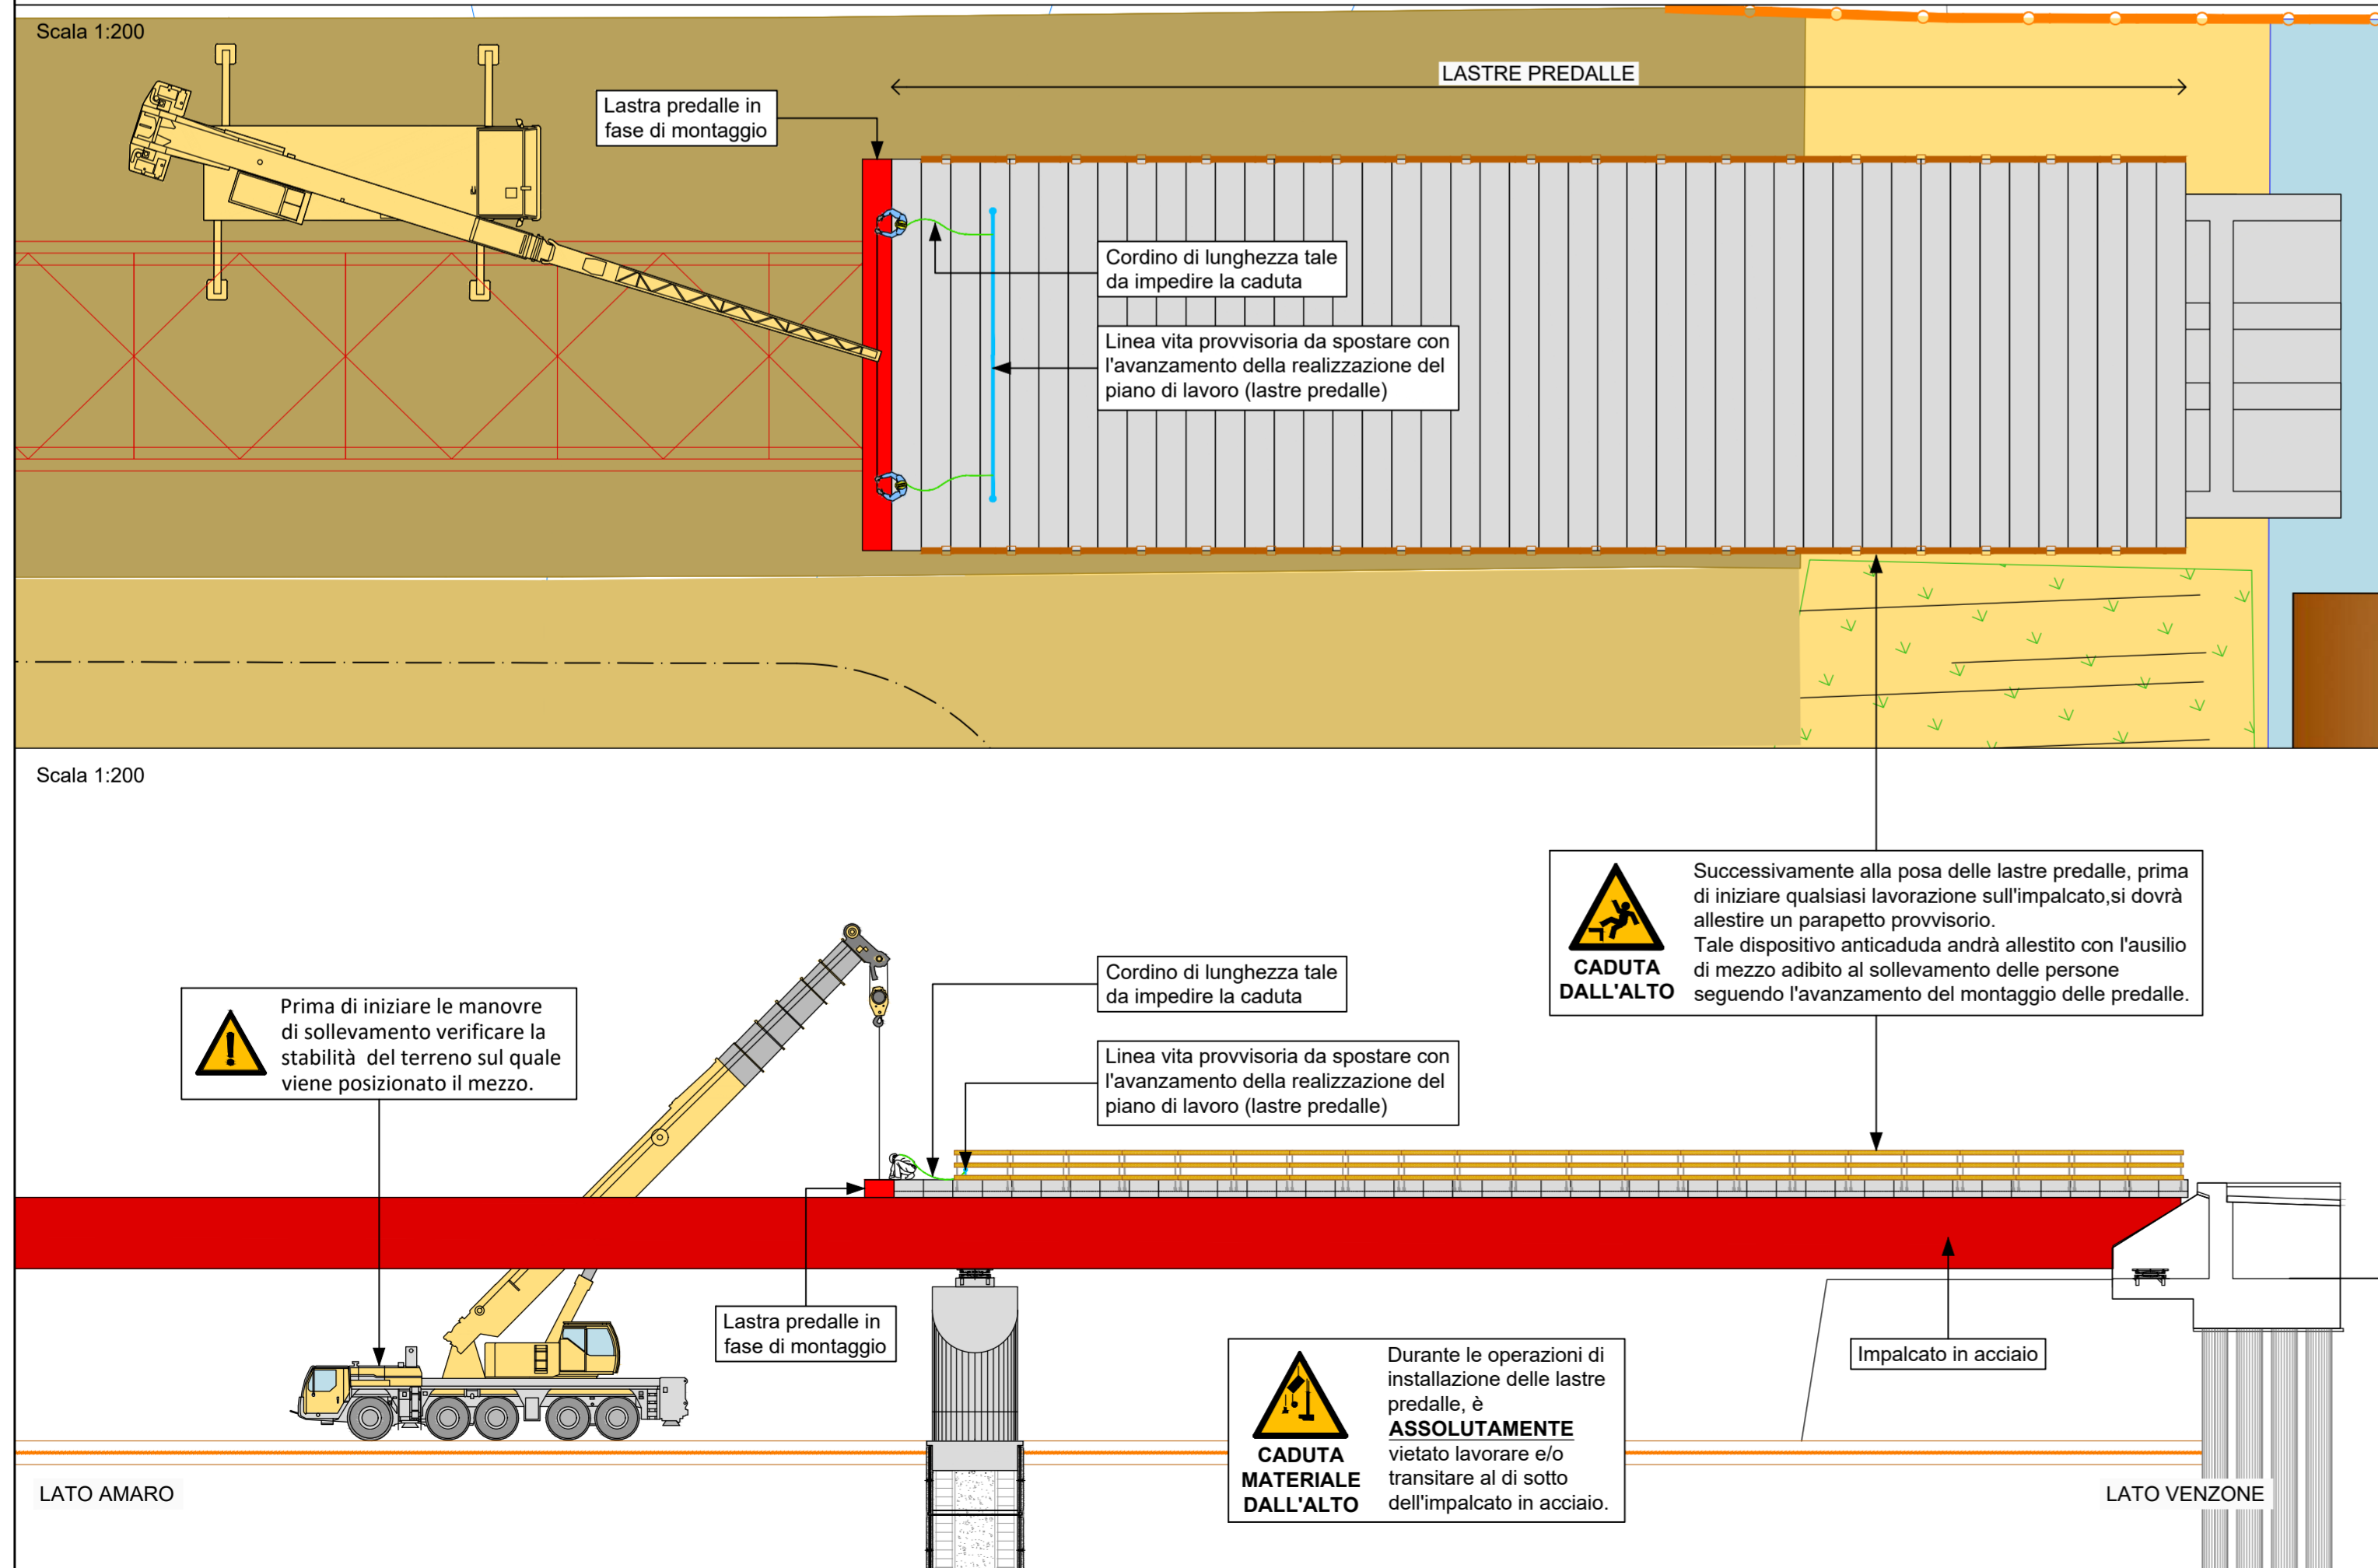 Scala 1:200
LASTRE PREDALLE
Lastra predalle in
fase di montaggio
Cordino di lunghezza tale
da impedire la caduta
Linea vita provvisoria da spostare con
l'avanzamento della realizzazione del
piano di lavoro (lastre predalle)
Scala 1:200
CADUTA
DALL'ALTO
Successivamente alla posa delle lastre predalle, prima
di iniziare qualsiasi lavorazione sull'impalcato,si dovrà
allestire un parapetto provvisorio.
Tale dispositivo anticaduda andrà allestito con l'ausilio
di mezzo adibito al sollevamento delle persone
seguendo l'avanzamento del montaggio delle predalle.
Prima di iniziare le manovre
di sollevamento verificare la
stabilità del terreno sul quale
viene posizionato il mezzo.
Cordino di lunghezza tale
da impedire la caduta
Linea vita provvisoria da spostare con
l'avanzamento della realizzazione del
piano di lavoro (lastre predalle)
Lastra predalle in
fase di montaggio
Impalcato in acciaio
CADUTA
MATERIALE
DALL'ALTO
Durante le operazioni di
installazione delle lastre
predalle, è
ASSOLUTAMENTE
vietato lavorare e/o
transitare al di sotto
dell'impalcato in acciaio.
LATO AMARO
LATO VENZONE